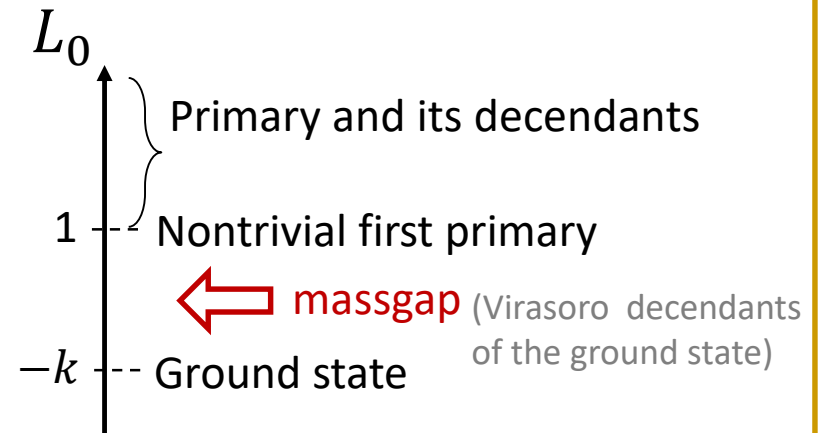 L₀
Primary and its decendants
1 Nontrivial first primary
massgap (Virasoro decendants
of the ground state)
−k Ground state